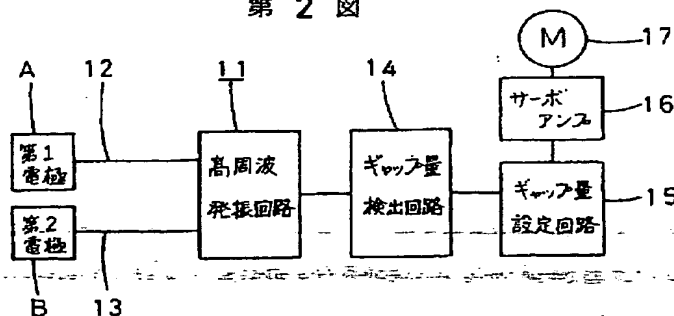 第2図
A
12
11
14
M
17
サーボ
アンプ
16
第1
電極
高周波
発振回路
ギャップ量
検出回路
ギャップ量
設定回路
15
第2
電極
B
13